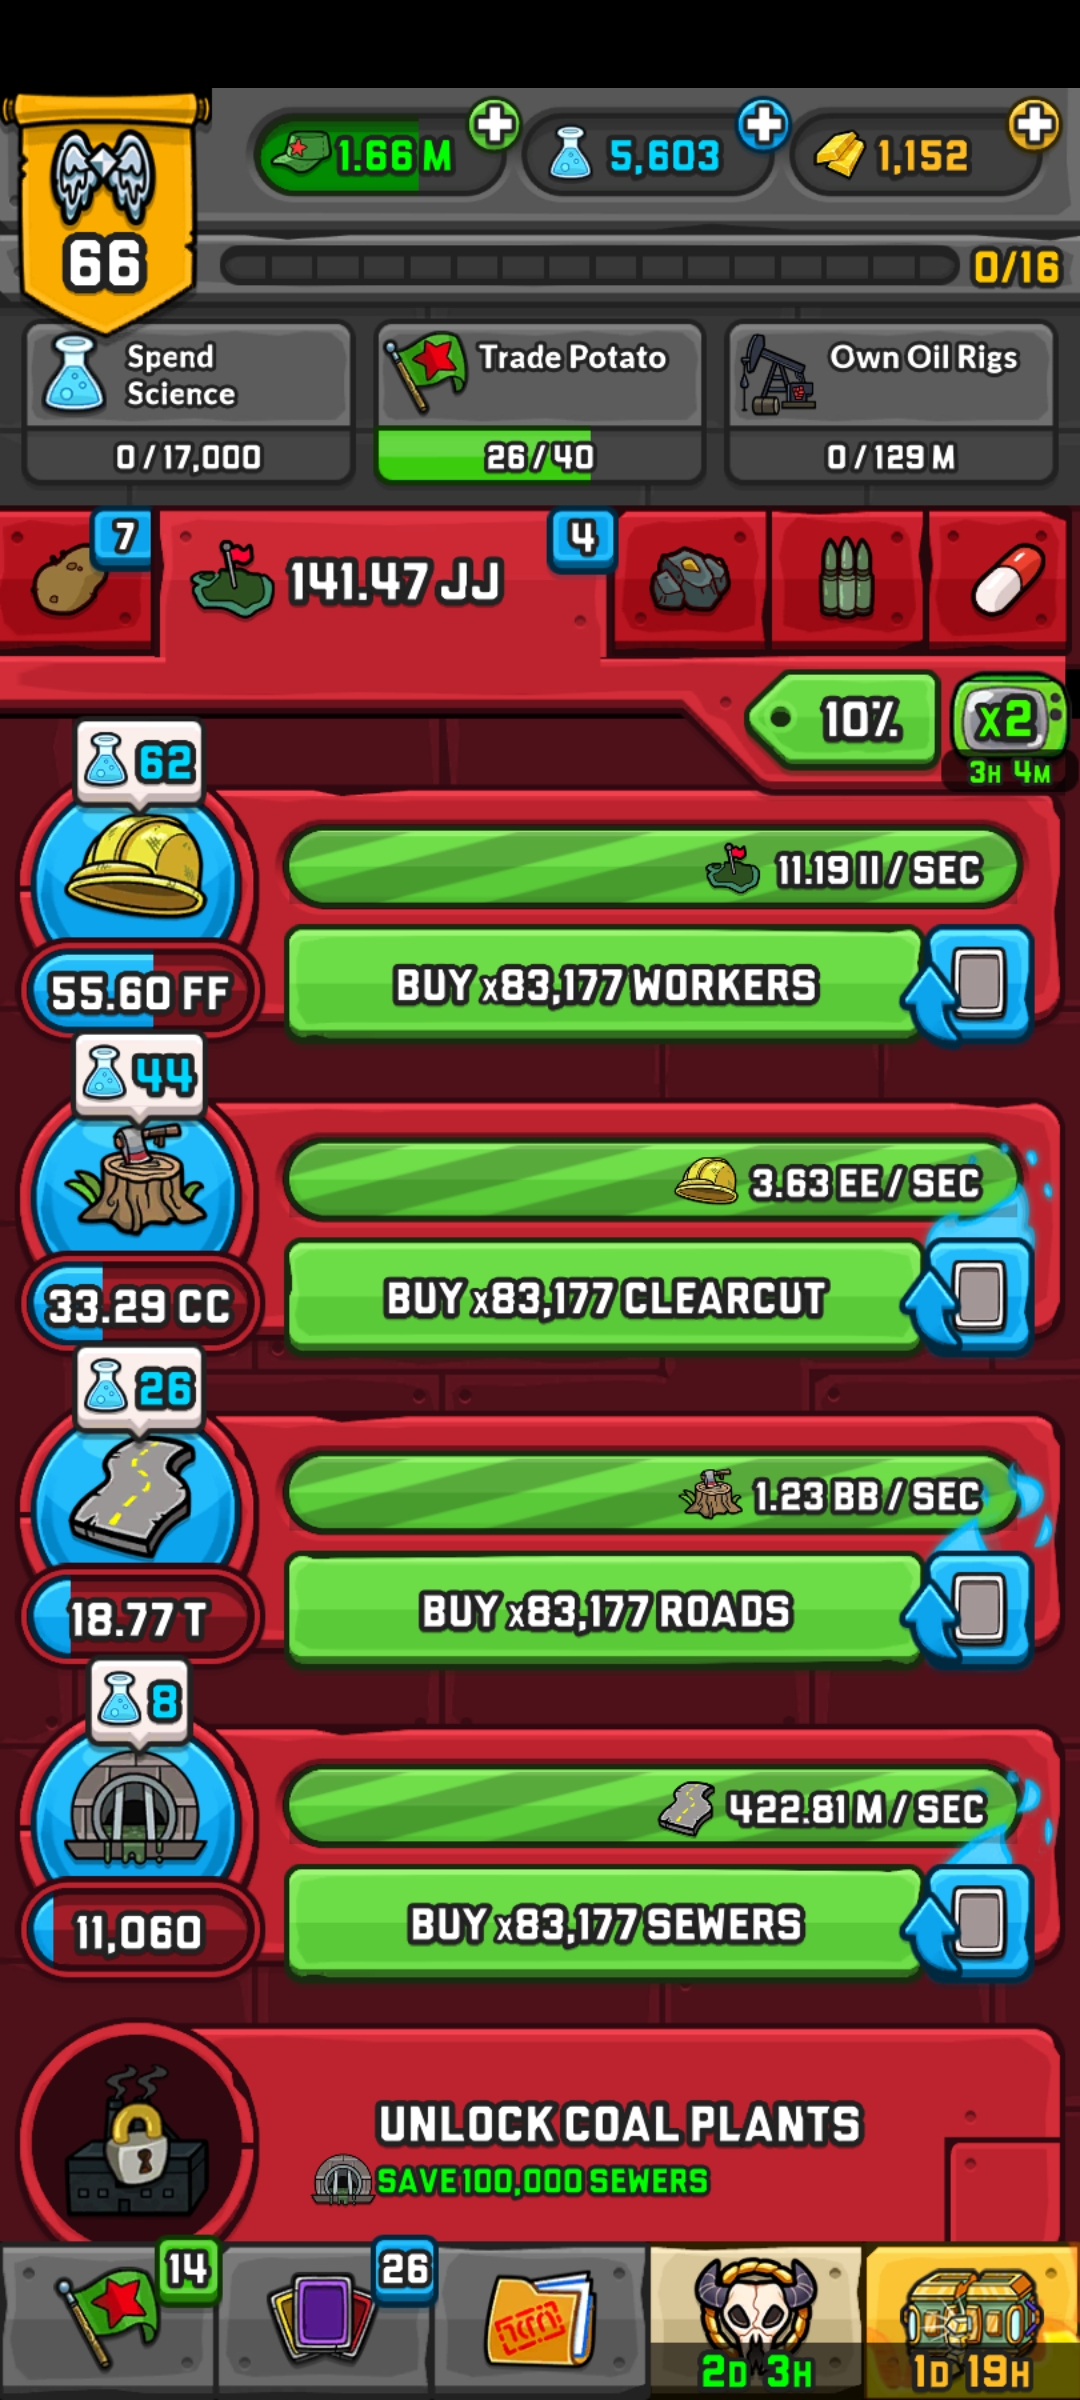 66
1.66 M
5,603
1,152
0/16
Spend
Science
0 / 17,000
Trade Potato
26 / 40
Own Oil Rigs
0 / 129 M
7
141.47 JJ
4
10%
x2
3H 4M
62
11.19 II / SEC
55.60 FF
BUY x83,177 WORKERS
44
3.63 EE / SEC
33.29 CC
BUY x83,177 CLEARCUT
26
1.23 BB / SEC
18.77 T
BUY x83,177 ROADS
8
422.81 M / SEC
11,060
BUY x83,177 SEWERS
UNLOCK COAL PLANTS
SAVE 100,000 SEWERS
14
26
2D 3H
1D 19H